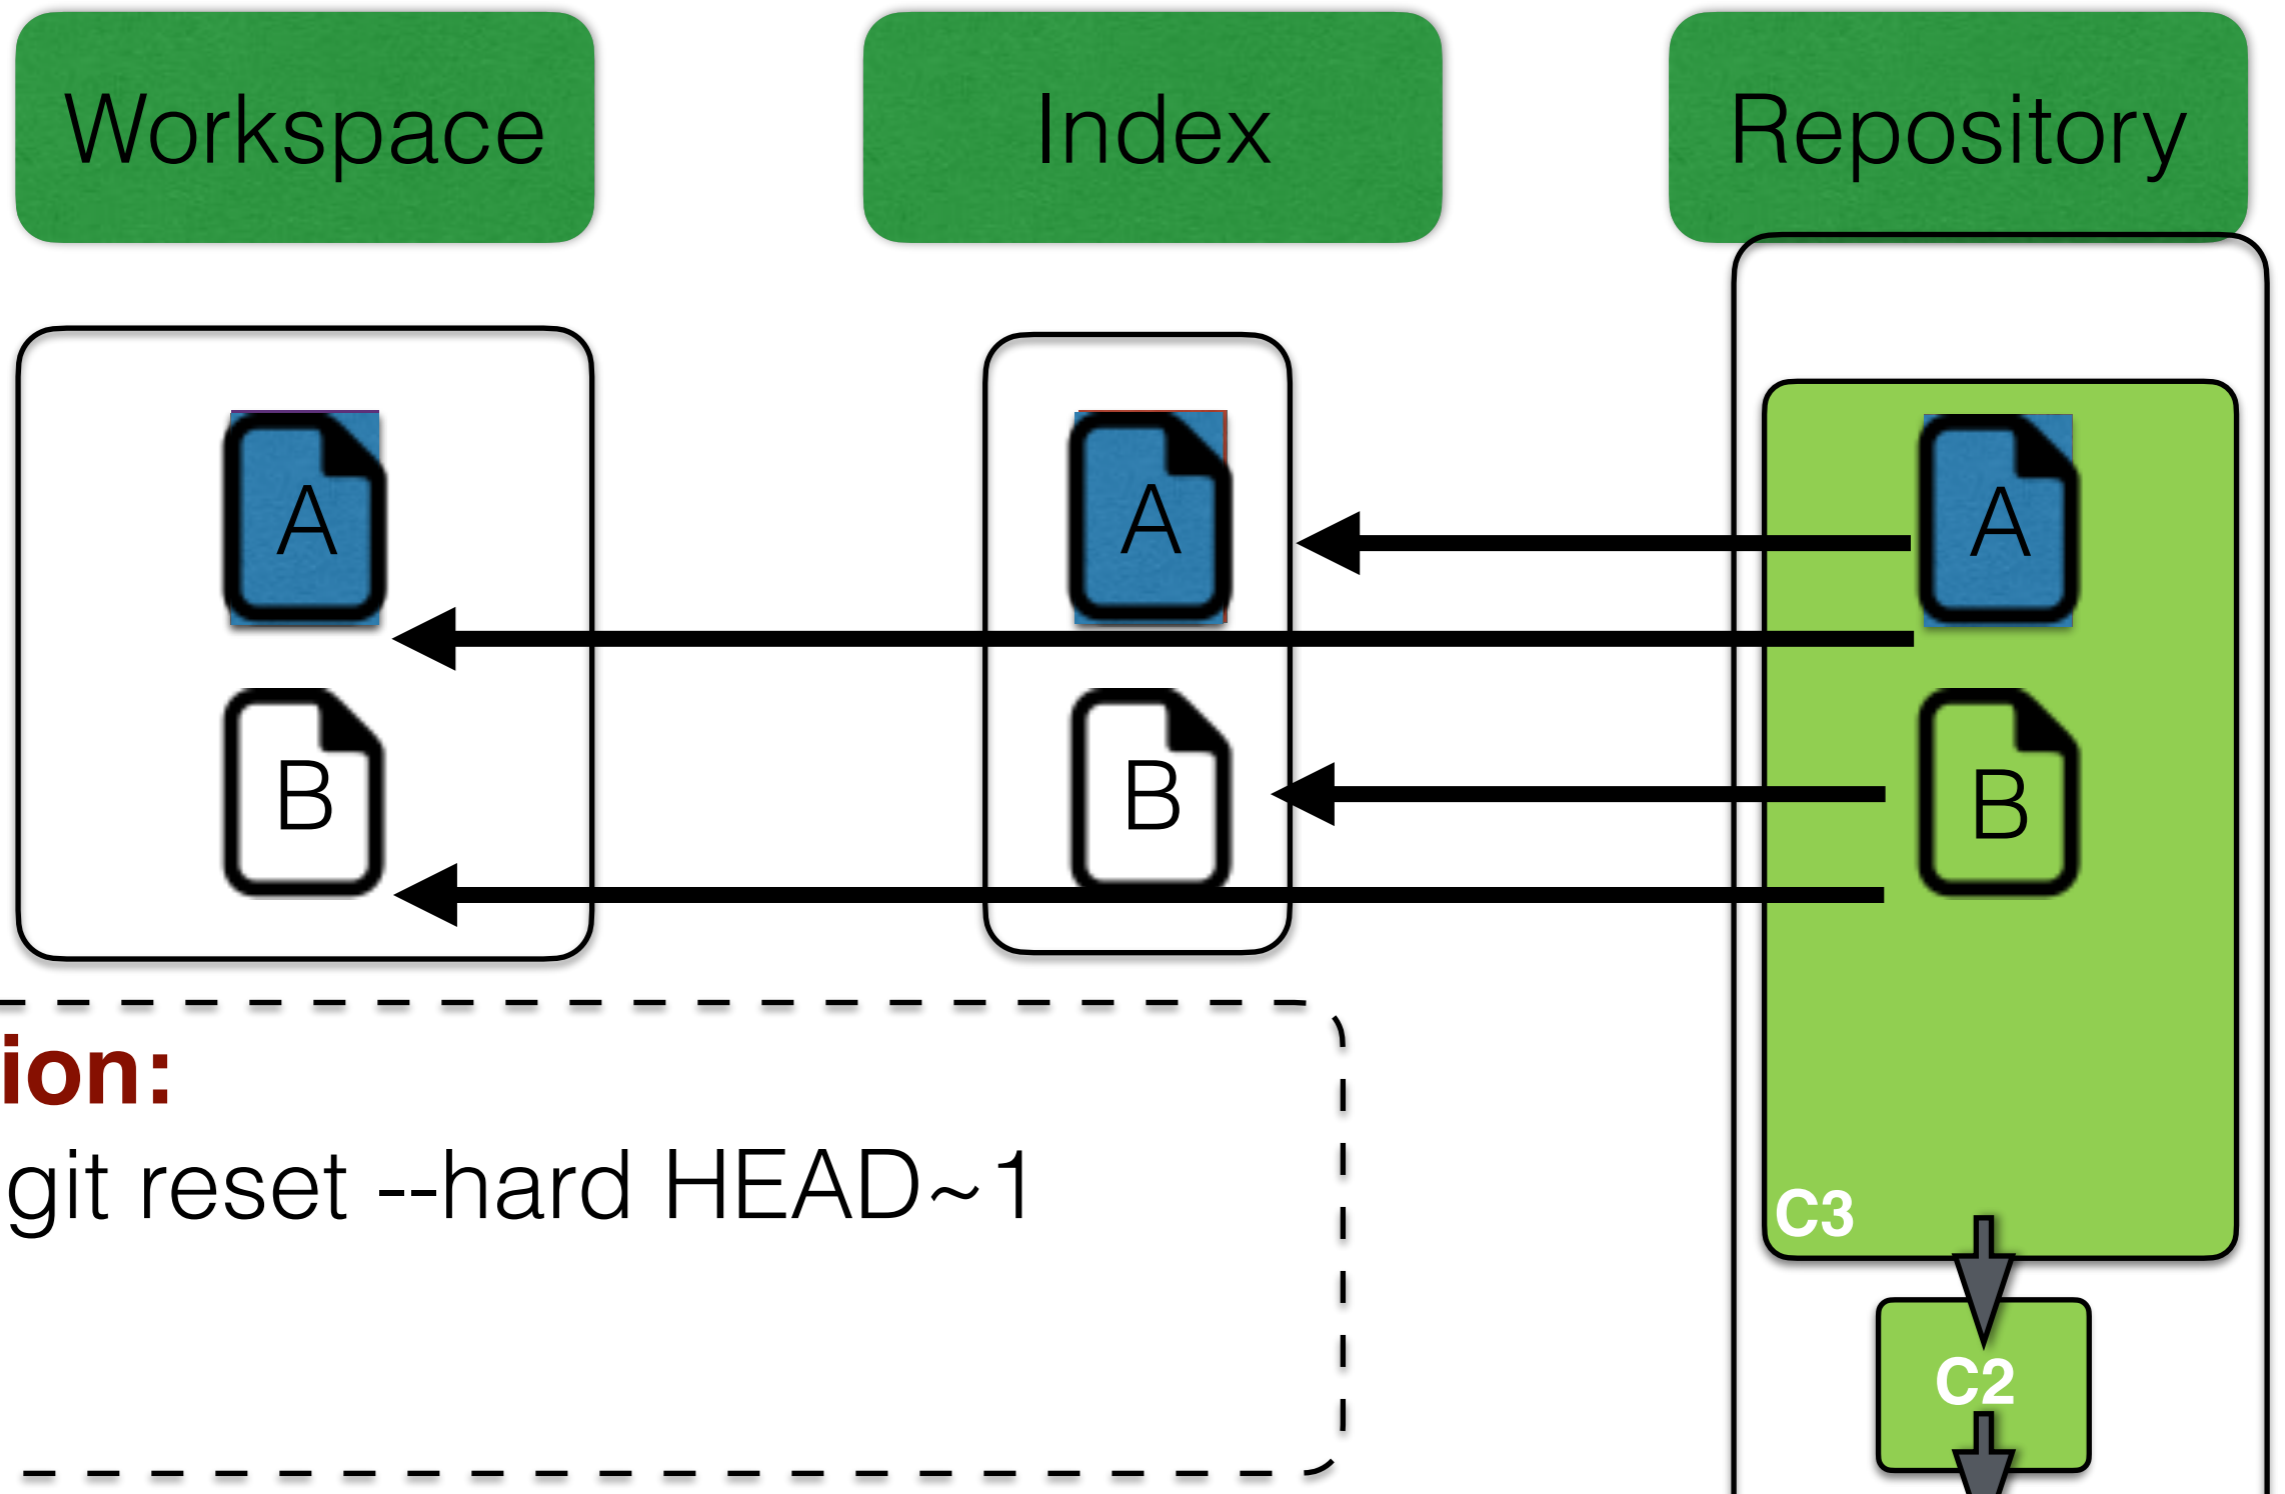 Workspace
Index
Repository
A
A
A
B
B
B
ion:
git reset --hard HEAD~1
C3
C2